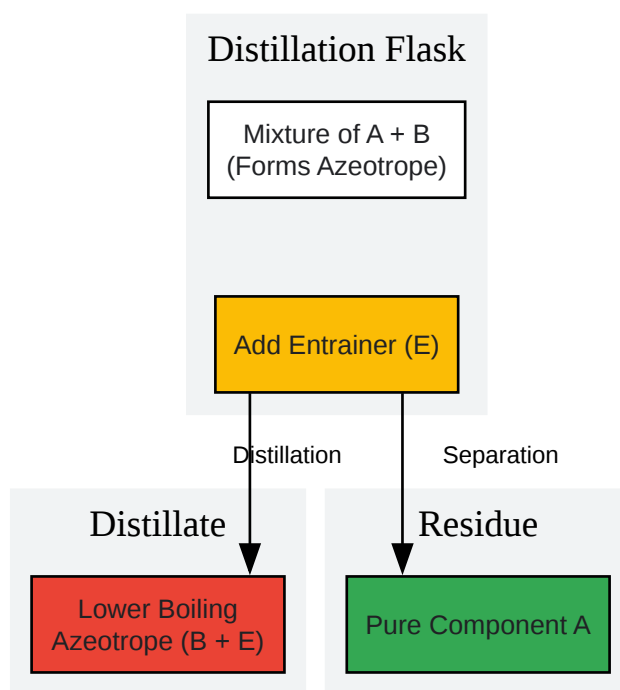 Distillation Flask
Mixture of A + B
(Forms Azeotrope)
Add Entrainer (E)
Distillation
Separation
Distillate
Lower Boiling
Azeotrope (B + E)
Residue
Pure Component A